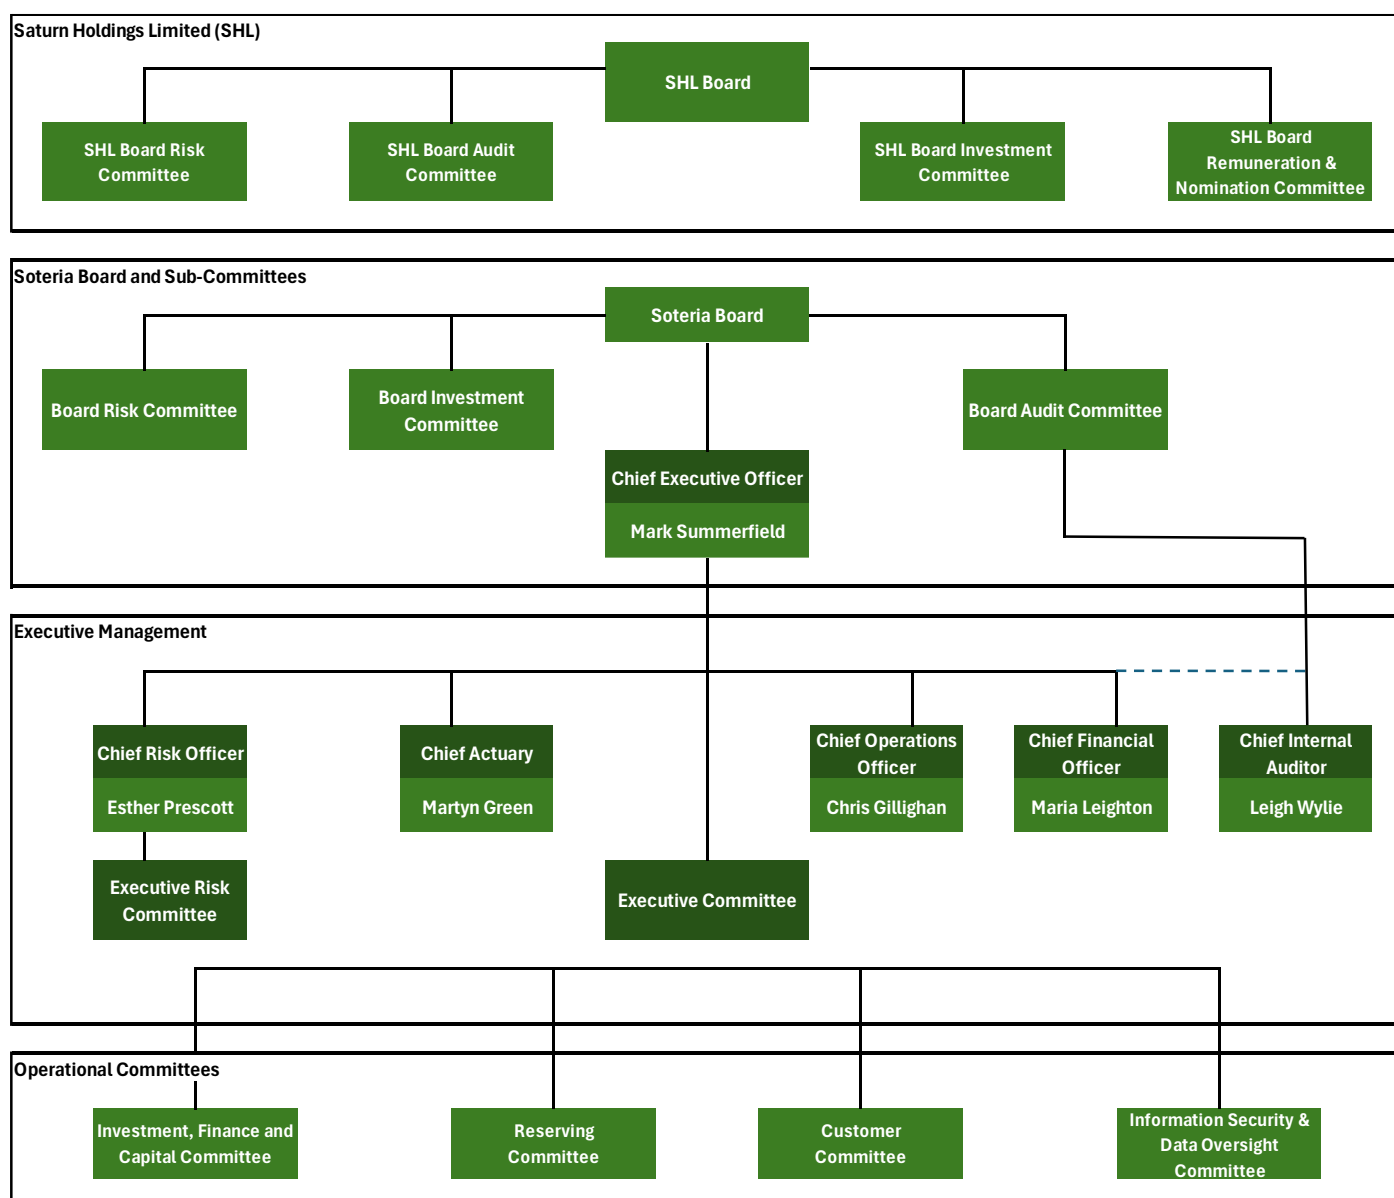 Saturn Holdings Limited (SHL)
SHL Board
SHL Board Risk
Committee
SHL Board Audit
Committee
SHL Board Investment
Committee
SHL Board
Remuneration &
Nomination Committee
Soteria Board and Sub-Committees
Soteria Board
Board Risk Committee
Board Investment
Committee
Board Audit Committee
Chief Executive Officer
Mark Summerfield
Executive Management
Chief Risk Officer
Esther Prescott
Chief Actuary
Martyn Green
Chief Operations
Officer
Chris Gillighan
Chief Financial
Officer
Maria Leighton
Chief Internal
Auditor
Leigh Wylie
Executive Risk
Committee
Executive Committee
Operational Committees
Investment, Finance and
Capital Committee
Reserving
Committee
Customer
Committee
Information Security &
Data Oversight
Committee